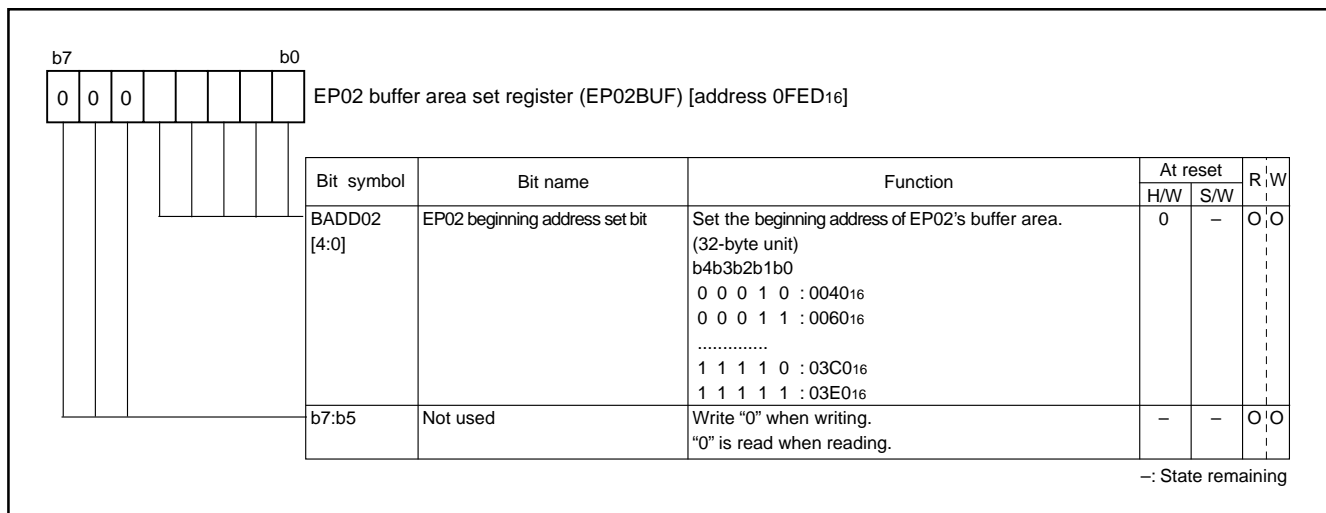 b7 b0
0 0 0 EP02 buffer area set register (EP02BUF) [address 0FED16]
Bit symbol Bit name Function At reset R W
H/W S/W
BADD02 EP02 beginning address set bit Set the beginning address of EP02's buffer area. 0 – O O
[4:0] (32-byte unit)
b4b3b2b1b0
0 0 0 1 0 : 004016
0 0 0 1 1 : 006016
..............
1 1 1 1 0 : 03C016
1 1 1 1 1 : 03E016
b7:b5 Not used Write “0” when writing. – – O O
“0” is read when reading.
–: State remaining